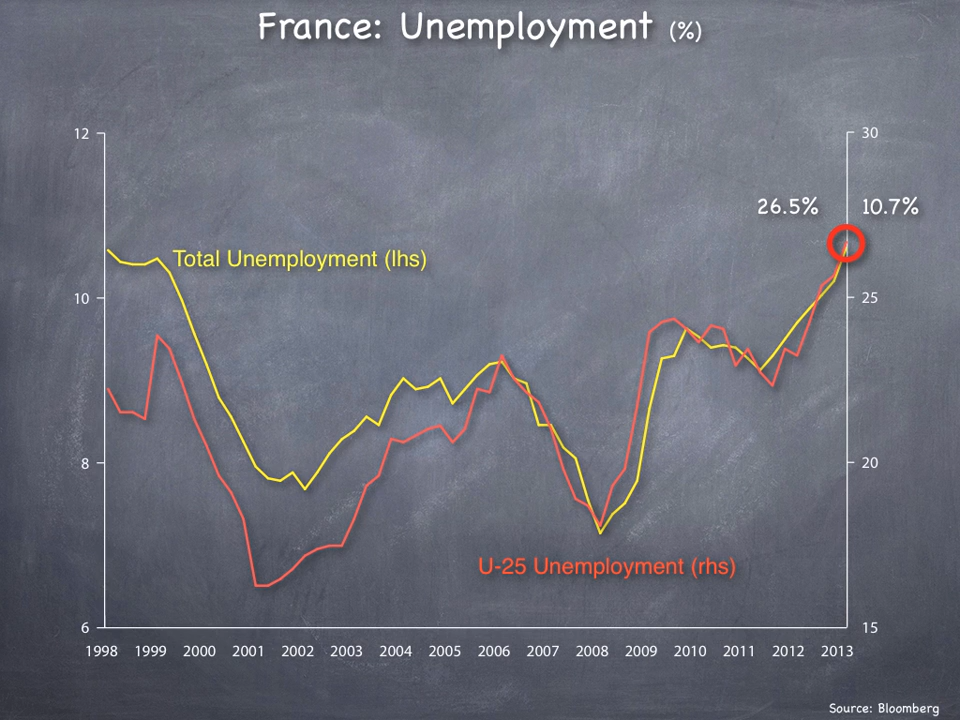 France: Unemployment (%)
12
30
26.5%
10.7%
Total Unemployment (lhs)
10
25
8
20
U-25 Unemployment (rhs)
6
15
1998 1999 2000 2001 2002 2003 2004 2005 2006 2007 2008 2009 2010 2011 2012 2013
Source: Bloomberg